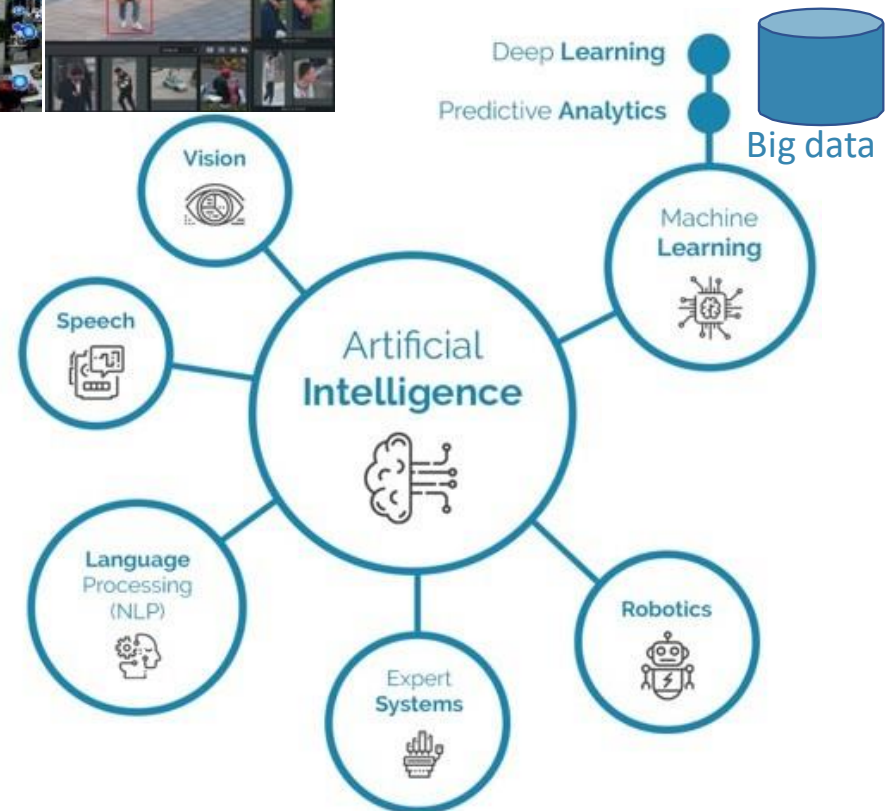 Deep Learning
Predictive Analytics
Big data
Vision
Machine
Learning
Speech
Artificial
Intelligence
Language
Processing
(NLP)
Robotics
Expert
Systems